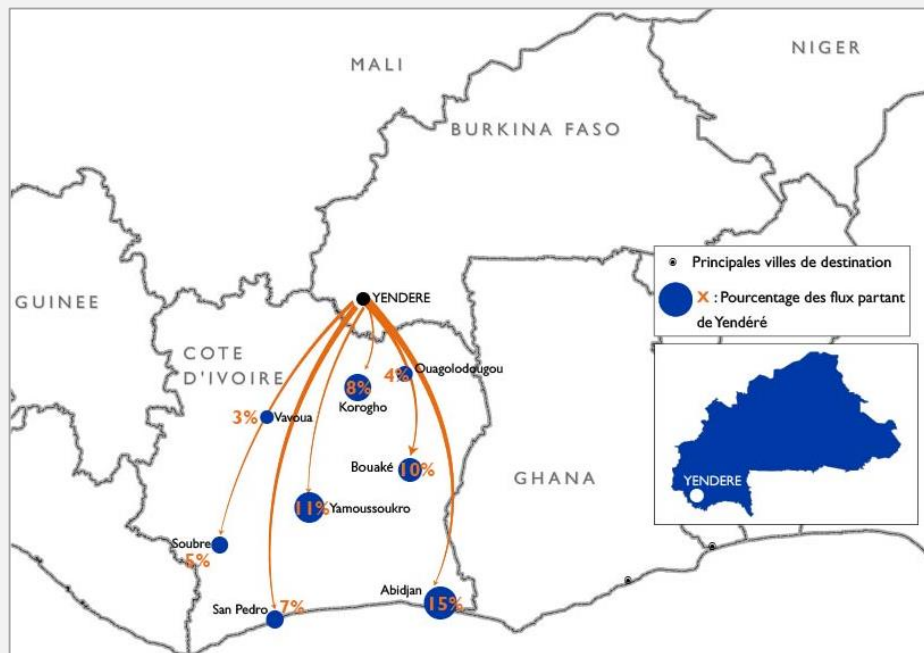 NIGER
MALI
BURKINA FASO
Principales villes de destination
X : Pourcentage des flux partant
de Yendéré
GUINEE
YENDERE
COTE
D'IVOIRE
4%
Ouagolodougou
8%
Korogho
3%
Vavoua
Bouaké
10%
GHANA
YENDERE
11%
Yamoussoukro
Soubre
5%
Abidjan
15%
San Pedro
7%